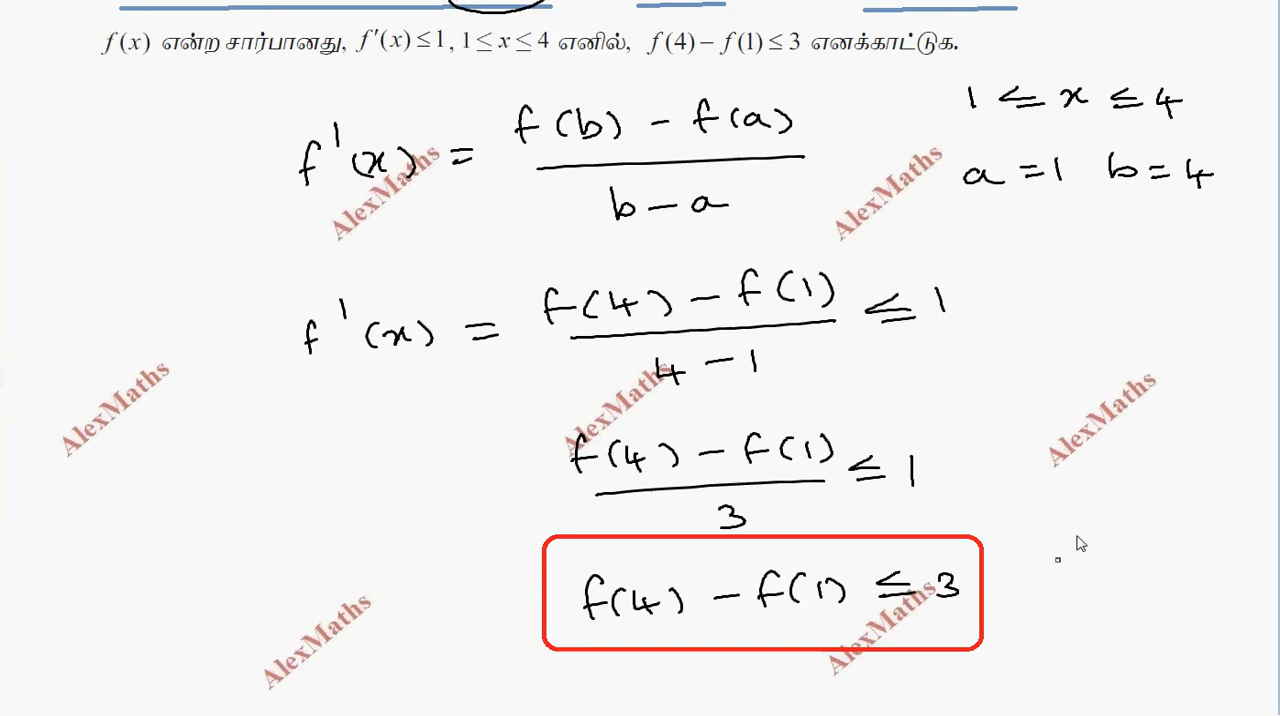 f(x) என்ற சார்பானது, f′(x) ≤ 1, 1 ≤ x ≤ 4 எனில், f(4) − f(1) ≤ 3 எனக்காட்டுக.
1 ≤ x ≤ 4
f'(x) = f(b) − f(a) / b − a
a = 1 b = 4
AlexMaths
AlexMaths
f'(x) = f(4) − f(1) / 4 − 1 ≤ 1
AlexMaths
AlexMaths
AlexMaths
f(4) − f(1) / 3 ≤ 1
f(4) − f(1) ≤ 3
AlexMaths
AlexMaths